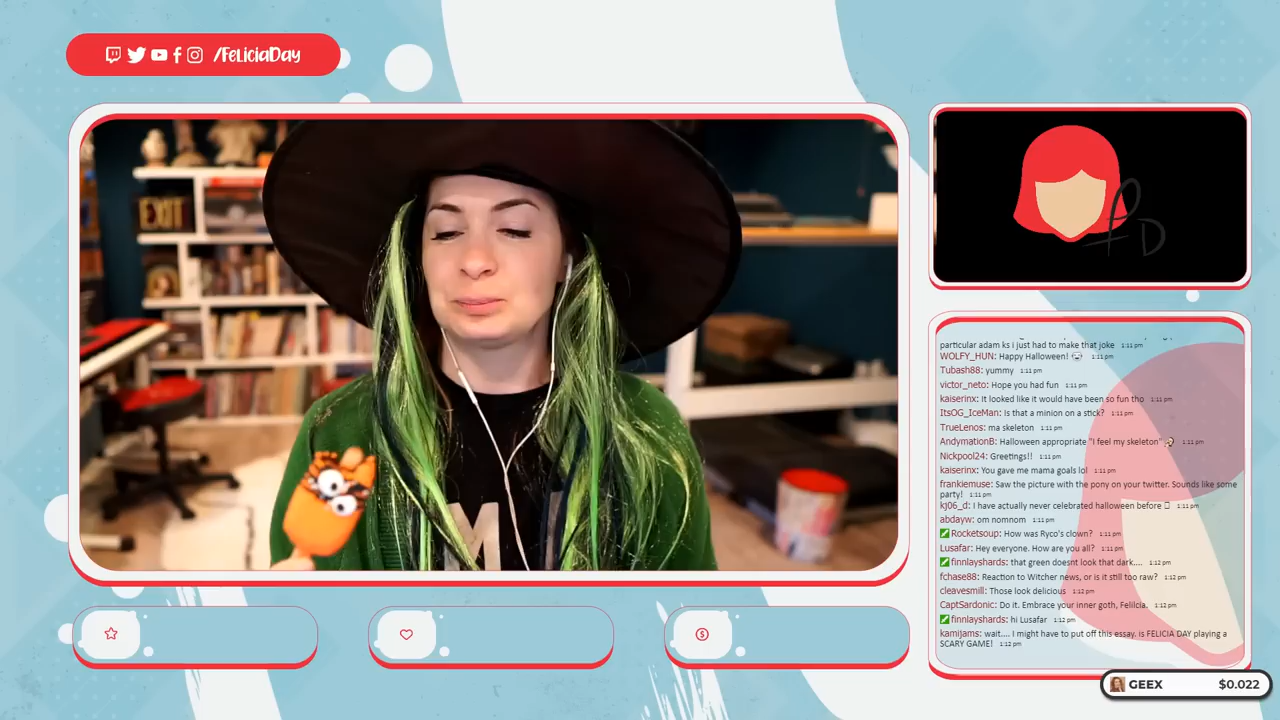 /FeLiciaDay
EXIT
M
particular adam ks i just had to make that joke 1:11 pm
WOLFY_HUN: Happy Halloween! 1:11 pm
Tubash88: yummy 1:11 pm
victor_neto: Hope you had fun 1:11 pm
kaiserinx: It looked like it would have been so fun tho 1:11 pm
ItsOG_IceMan: Is that a minion on a stick? 1:11 pm
TrueLenos: ma skeleton 1:11 pm
AndymationB: Halloween appropriate "I feel my skeleton" 1:11 pm
Nickpool24: Greetings!! 1:11 pm
kaiserinx: You gave me mama goals lol 1:11 pm
frankiemuse: Saw the picture with the pony on your twitter. Sounds like some
party! 1:11 pm
kj06_d: I have actually never celebrated halloween before 1:11 pm
abdayw: om nomnom 1:11 pm
Rocketsoup: How was Ryco's clown? 1:11 pm
Lusafar: Hey everyone. How are you all? 1:11 pm
finnlayshards: that green doesnt look that dark.... 1:12 pm
fchase88: Reaction to Witcher news, or is it still too raw? 1:12 pm
cleavesmill: Those look delicious 1:12 pm
CaptSardonic: Do it. Embrace your inner goth, Felilcia. 1:12 pm
finnlayshards: hi Lusafar 1:12 pm
kamijams: wait.... I might have to put off this essay. is FELICIA DAY playing a
SCARY GAME! 1:12 pm
GEEX $0.022